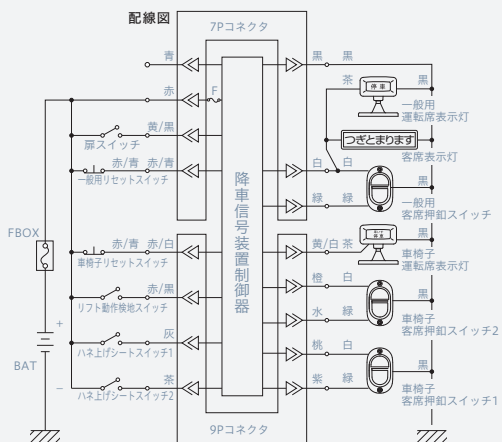 配線図
7Pコネクタ
青
黒 黒
茶
停車
黒
一般用
運転席表示灯
赤
F
黄/黒
扉スイッチ
つぎとまります
客席表示灯
赤/青 赤/青
一般用リセットスイッチ
白 白
黒
緑 緑
一般用
客席押釦スイッチ
降車信号装置制御器
FBOX
赤/青 赤/白
車椅子リセットスイッチ
黄/白 茶
黒
車椅子
運転席表示灯
赤/黒
リフト動作検地スイッチ
橙 白
黒
水 緑
車椅子
客席押釦スイッチ2
+
BAT
−
灰
ハネ上げシートスイッチ1
桃 白
黒
茶
ハネ上げシートスイッチ2
紫 緑
車椅子
客席押釦スイッチ1
9Pコネクタ